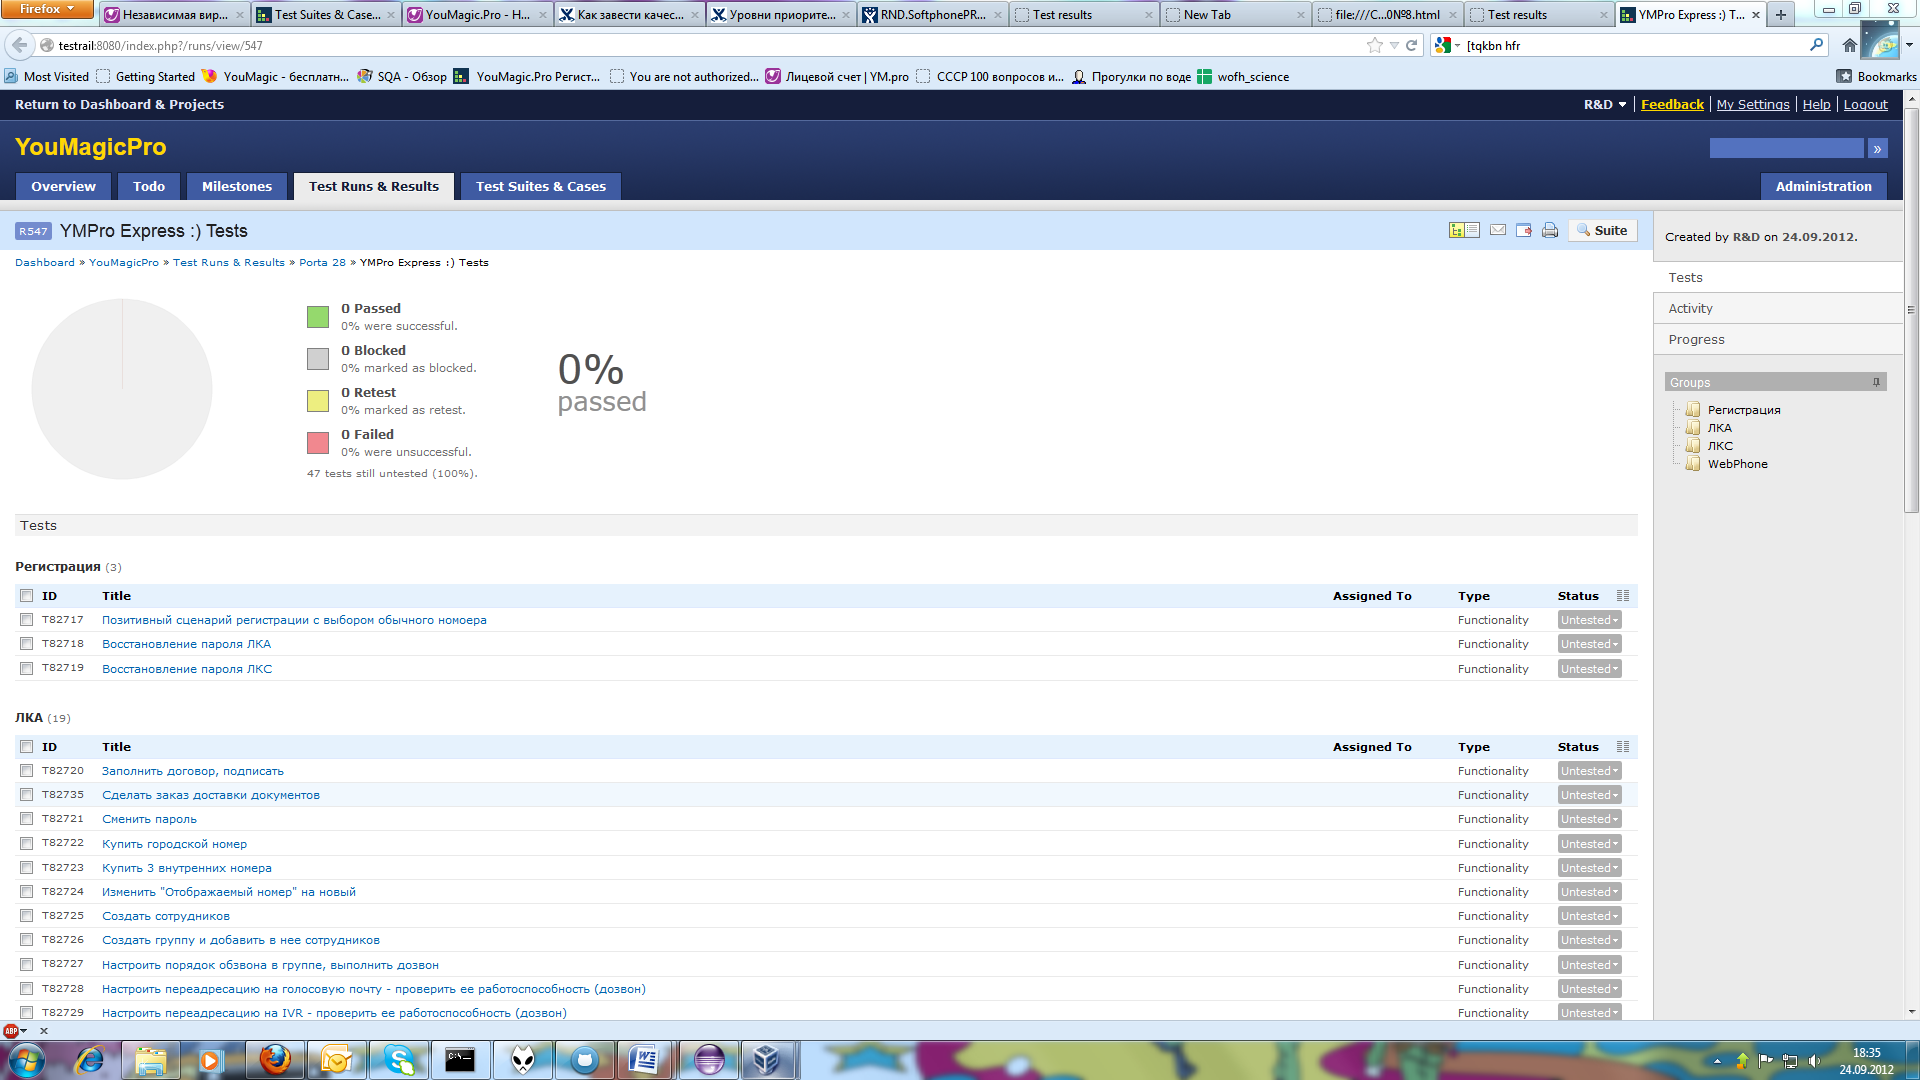 Firefox
Независимая вир...
Test Suites & Case...
YouMagic.Pro - Н...
Как завести качес...
Уровни приорите...
RND.SoftphonePR...
Test results
New Tab
file:///C...0№8.html
Test results
YMPro Express :) T...
testrail:8080/index.php?/runs/view/547
[tqkbn hfr
Most Visited
Getting Started
YouMagic - бесплатн...
SQA - Обзор
YouMagic.Pro Регист...
You are not authorized...
Лицевой счет | YM.pro
СССР 100 вопросов и...
Прогулки по воде
wofh_science
Bookmarks
Return to Dashboard & Projects
R&D
Feedback
My Settings
Help
Logout
YouMagicPro
»
Overview
Todo
Milestones
Test Runs & Results
Test Suites & Cases
Administration
R547 YMPro Express :) Tests
Suite
Created by R&D on 24.09.2012.
Dashboard » YouMagicPro » Test Runs & Results » Porta 28 » YMPro Express :) Tests
Tests
Activity
Progress
Groups
Регистрация
ЛКА
ЛКС
WebPhone
0 Passed
0% were successful.
0 Blocked
0% marked as blocked.
0 Retest
0% marked as retest.
0 Failed
0% were unsuccessful.
47 tests still untested (100%).
0%
passed
Tests
Регистрация (3)
ID Title Assigned To Type Status
T82717 Позитивный сценарий регистрации с выбором обычного номоера Functionality Untested
T82718 Восстановление пароля ЛКА Functionality Untested
T82719 Восстановление пароля ЛКС Functionality Untested
ЛКА (19)
ID Title Assigned To Type Status
T82720 Заполнить договор, подписать Functionality Untested
T82735 Сделать заказ доставки документов Functionality Untested
T82721 Сменить пароль Functionality Untested
T82722 Купить городской номер Functionality Untested
T82723 Купить 3 внутренних номера Functionality Untested
T82724 Изменить "Отображаемый номер" на новый Functionality Untested
T82725 Создать сотрудников Functionality Untested
T82726 Создать группу и добавить в нее сотрудников Functionality Untested
T82727 Настроить порядок обзвона в группе, выполнить дозвон Functionality Untested
T82728 Настроить переадресацию на голосовую почту - проверить ее работоспособность (дозвон) Functionality Untested
T82729 Настроить переадресацию на IVR - проверить ее работоспособность (дозвон) Functionality Untested
ABP
18:35
24.09.2012